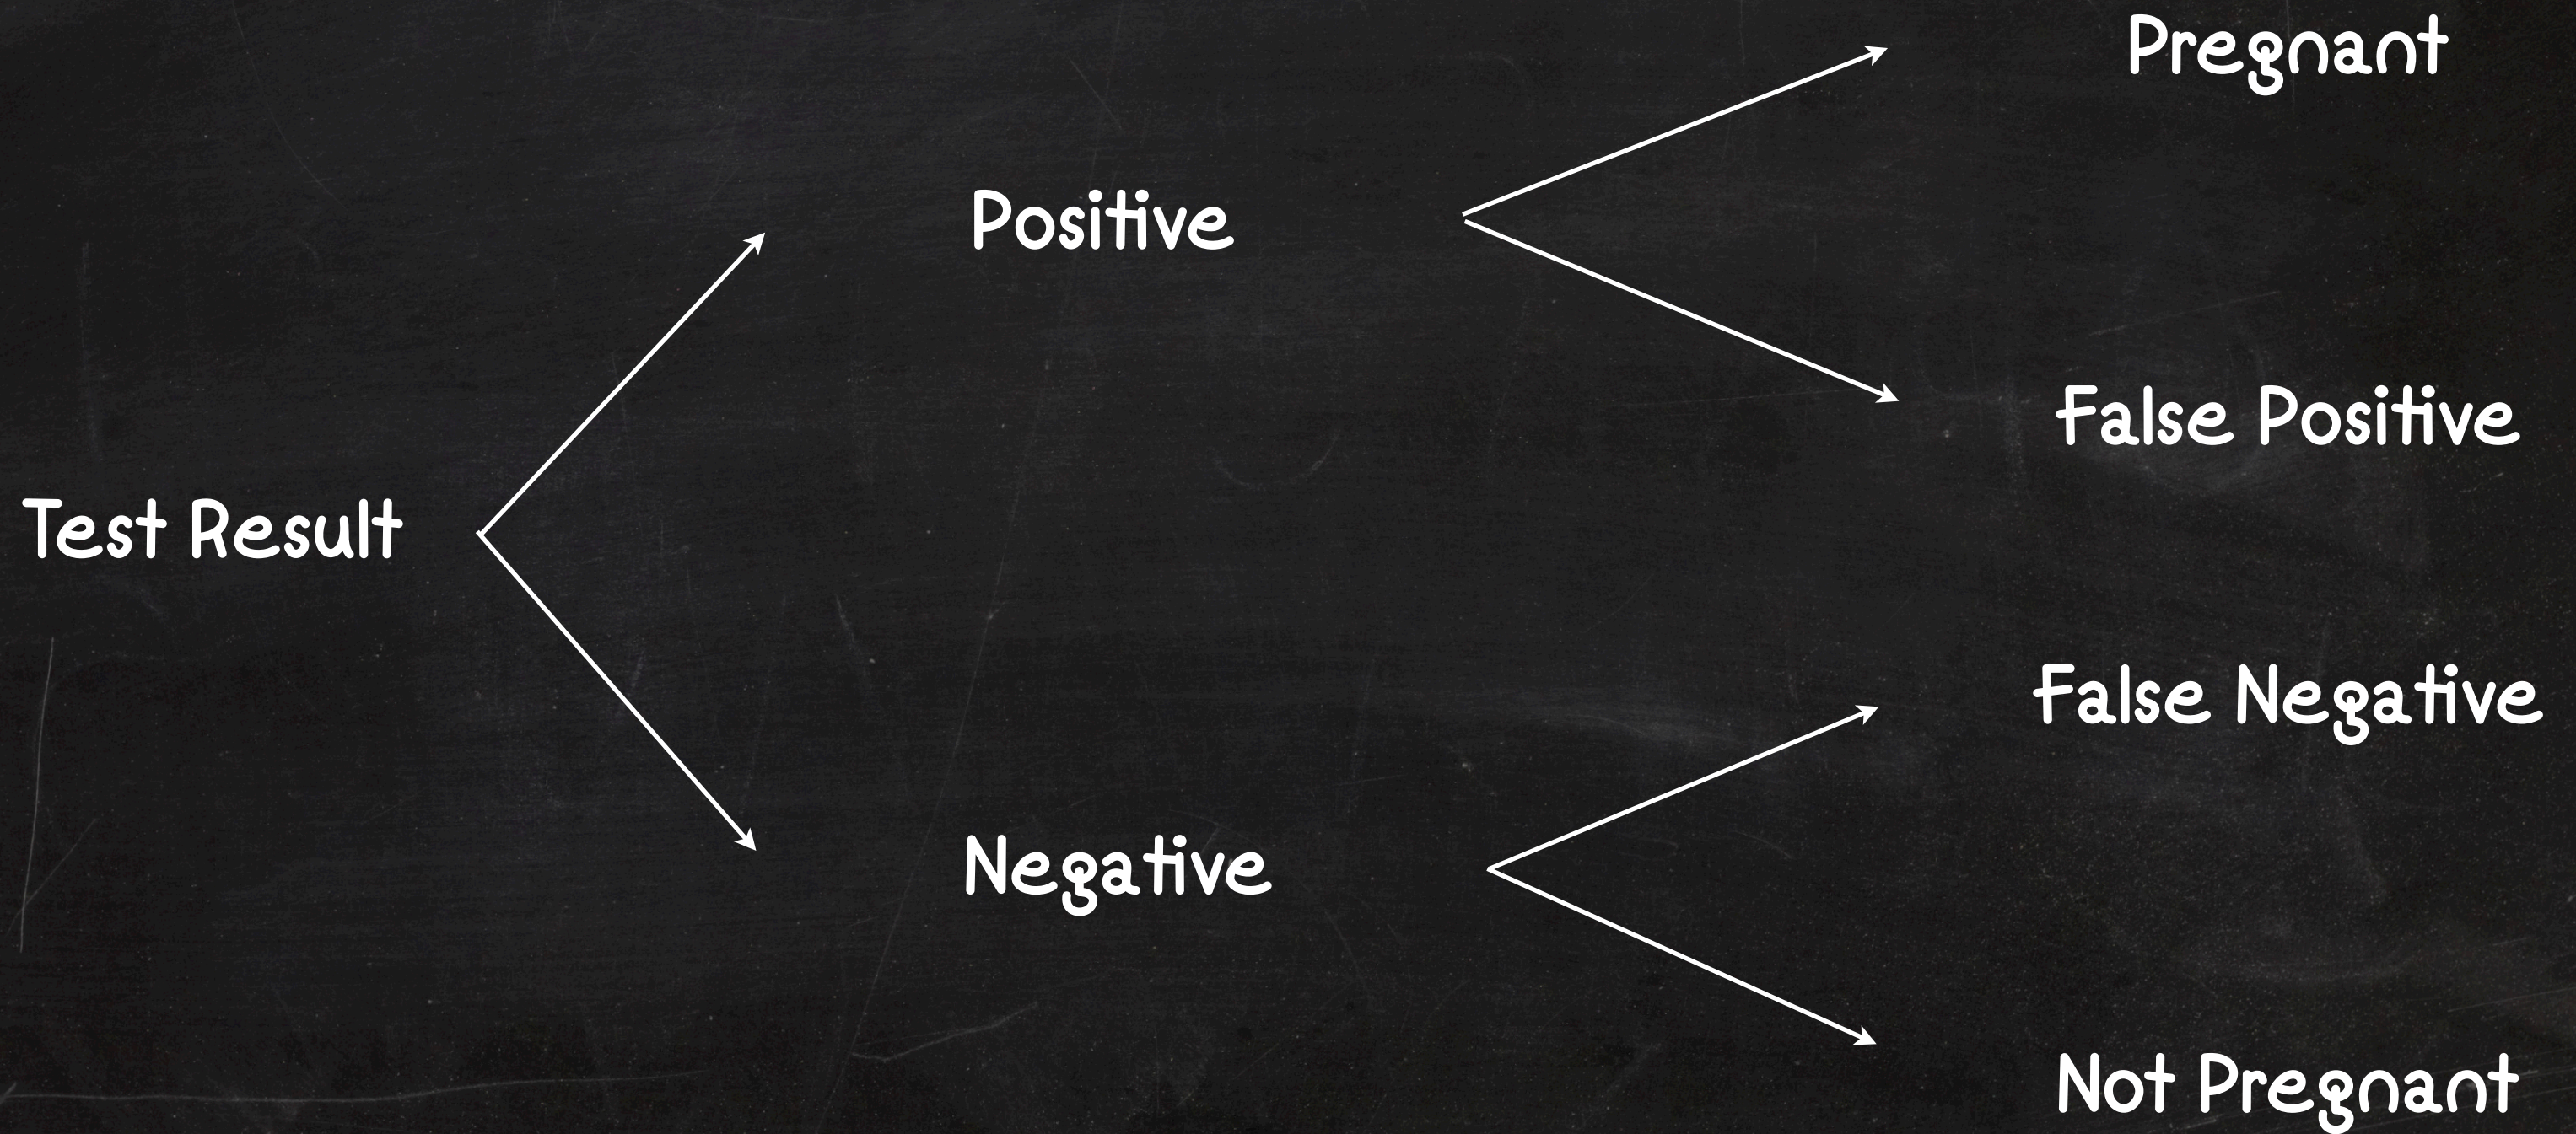 Pregnant
Positive
False Positive
Test Result
False Negative
Negative
Not Pregnant